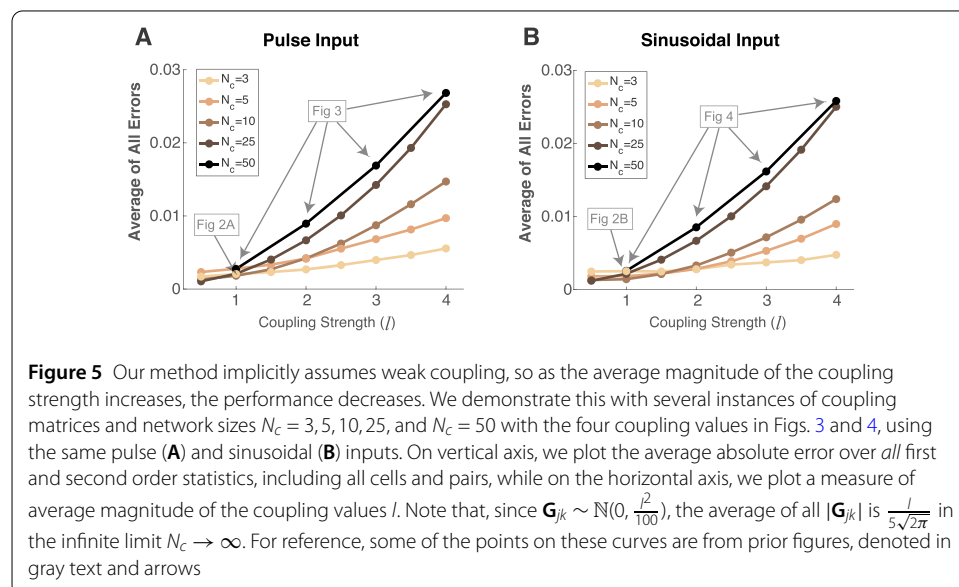 A
Pulse Input
Average of All Errors
0.03
0.02
0.01
0
N_c=3
N_c=5
N_c=10
N_c=25
N_c=50
Fig 3
Fig 2A
1 2 3 4
Coupling Strength (l)
B
Sinusoidal Input
Average of All Errors
0.03
0.02
0.01
0
N_c=3
N_c=5
N_c=10
N_c=25
N_c=50
Fig 4
Fig 2B
1 2 3 4
Coupling Strength (l)
Figure 5 Our method implicitly assumes weak coupling, so as the average magnitude of the coupling
strength increases, the performance decreases. We demonstrate this with several instances of coupling
matrices and network sizes N_c = 3, 5, 10, 25, and N_c = 50 with the four coupling values in Figs. 3 and 4, using
the same pulse (A) and sinusoidal (B) inputs. On vertical axis, we plot the average absolute error over all first
and second order statistics, including all cells and pairs, while on the horizontal axis, we plot a measure of
average magnitude of the coupling values l. Note that, since G_jk ∼ ℕ(0, l²/100), the average of all |G_jk| is l/(5√(2π)) in
the infinite limit N_c → ∞. For reference, some of the points on these curves are from prior figures, denoted in
gray text and arrows